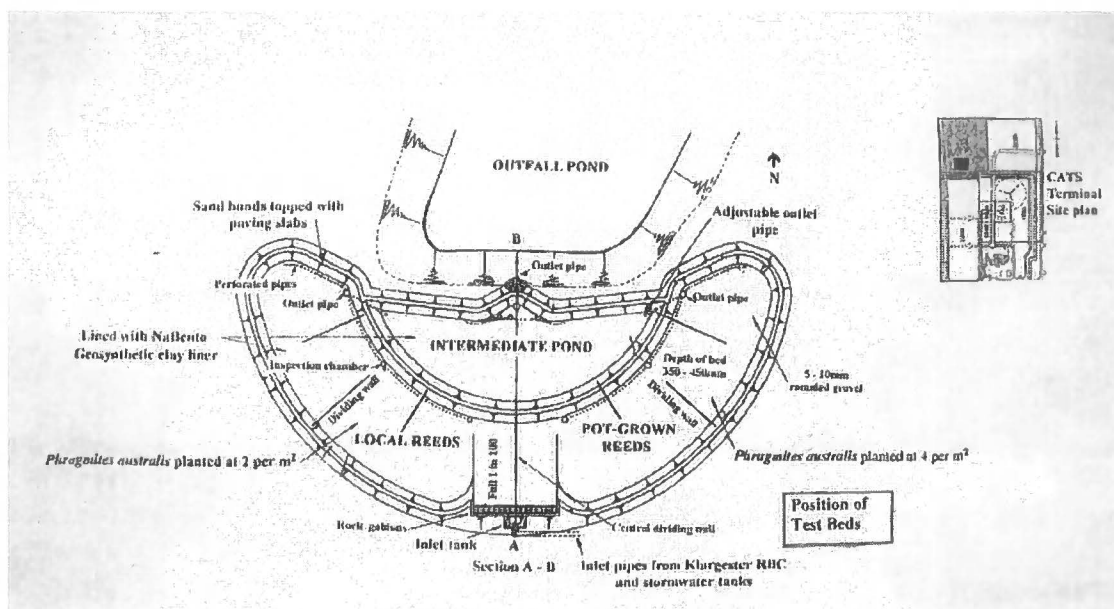 OUTFALL POND
N
CATS
Terminal
Site plan
Sand bunds topped with
paving slabs
Adjustable outlet
pipe
B
Outlet pipe
Perforated pipes
Outlet pipe
Outlet pipe
Lined with
Geosynthetic clay liner
INTERMEDIATE POND
Inspection chamber
Depth of bed
350 - 450mm
5 - 10mm
rounded gravel
Dividing wall
Dividing wall
LOCAL REEDS
POT-GROWN
REEDS
Phragmites australis planted at 2 per m²
Phragmites australis planted at 4 per m²
Fall 1 in 100
Position of
Test Beds
Rock gabions
Central dividing wall
Inlet tank
A
Section A - B
Inlet pipes from Klargester RBC
and stormwater tanks